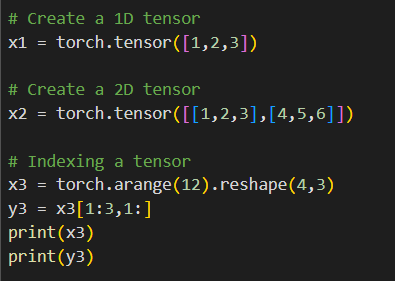 # Create a 1D tensor
x1 = torch.tensor([1,2,3])
# Create a 2D tensor
x2 = torch.tensor([[1,2,3],[4,5,6]])
# Indexing a tensor
x3 = torch.arange(12).reshape(4,3)
y3 = x3[1:3,1:]
print(x3)
print(y3)